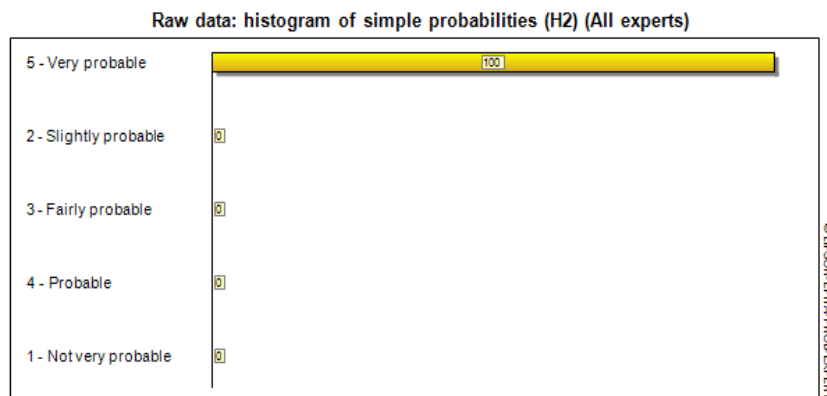 Raw data: histogram of simple probabilities (H2) (All experts)
5 - Very probable
100
2 - Slightly probable
0
3 - Fairly probable
0
4 - Probable
0
1 - Not very probable
0